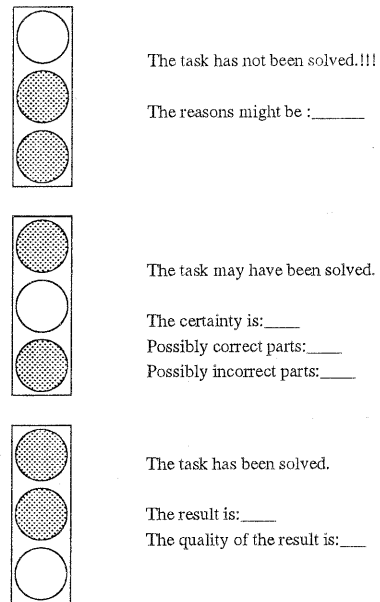 The task has not been solved.!!!
The reasons might be :______
The task may have been solved.
The certainty is:____
Possibly correct parts:____
Possibly incorrect parts:____
The task has been solved.
The result is:____
The quality of the result is:___